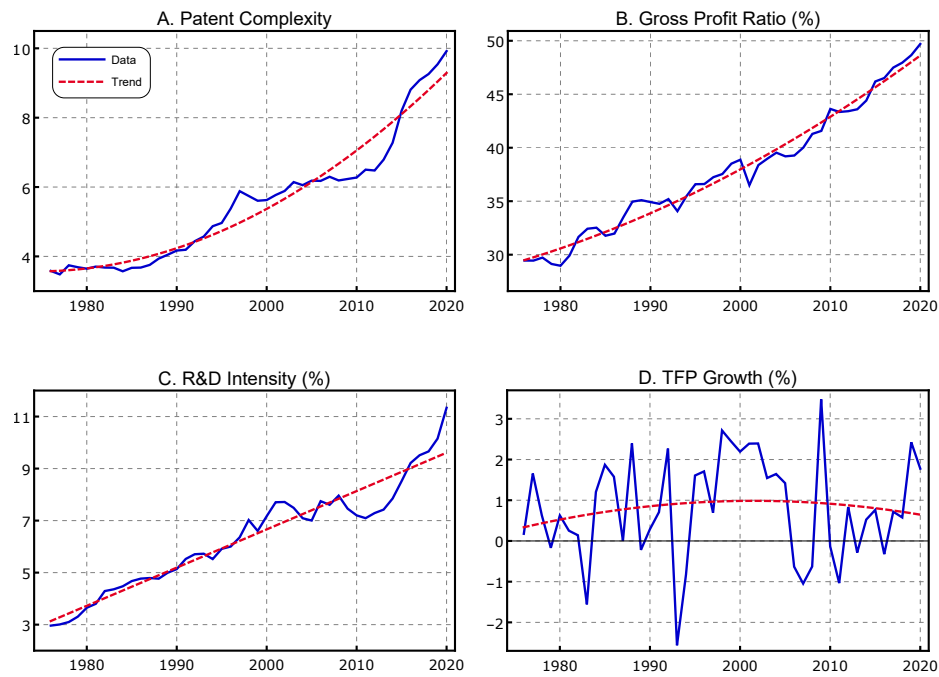 A. Patent Complexity
10
8
6
4
Data
Trend
1980 1990 2000 2010 2020
B. Gross Profit Ratio (%)
50
45
40
35
30
1980 1990 2000 2010 2020
C. R&D Intensity (%)
11
9
7
5
3
1980 1990 2000 2010 2020
D. TFP Growth (%)
3
2
1
0
−1
−2
1980 1990 2000 2010 2020